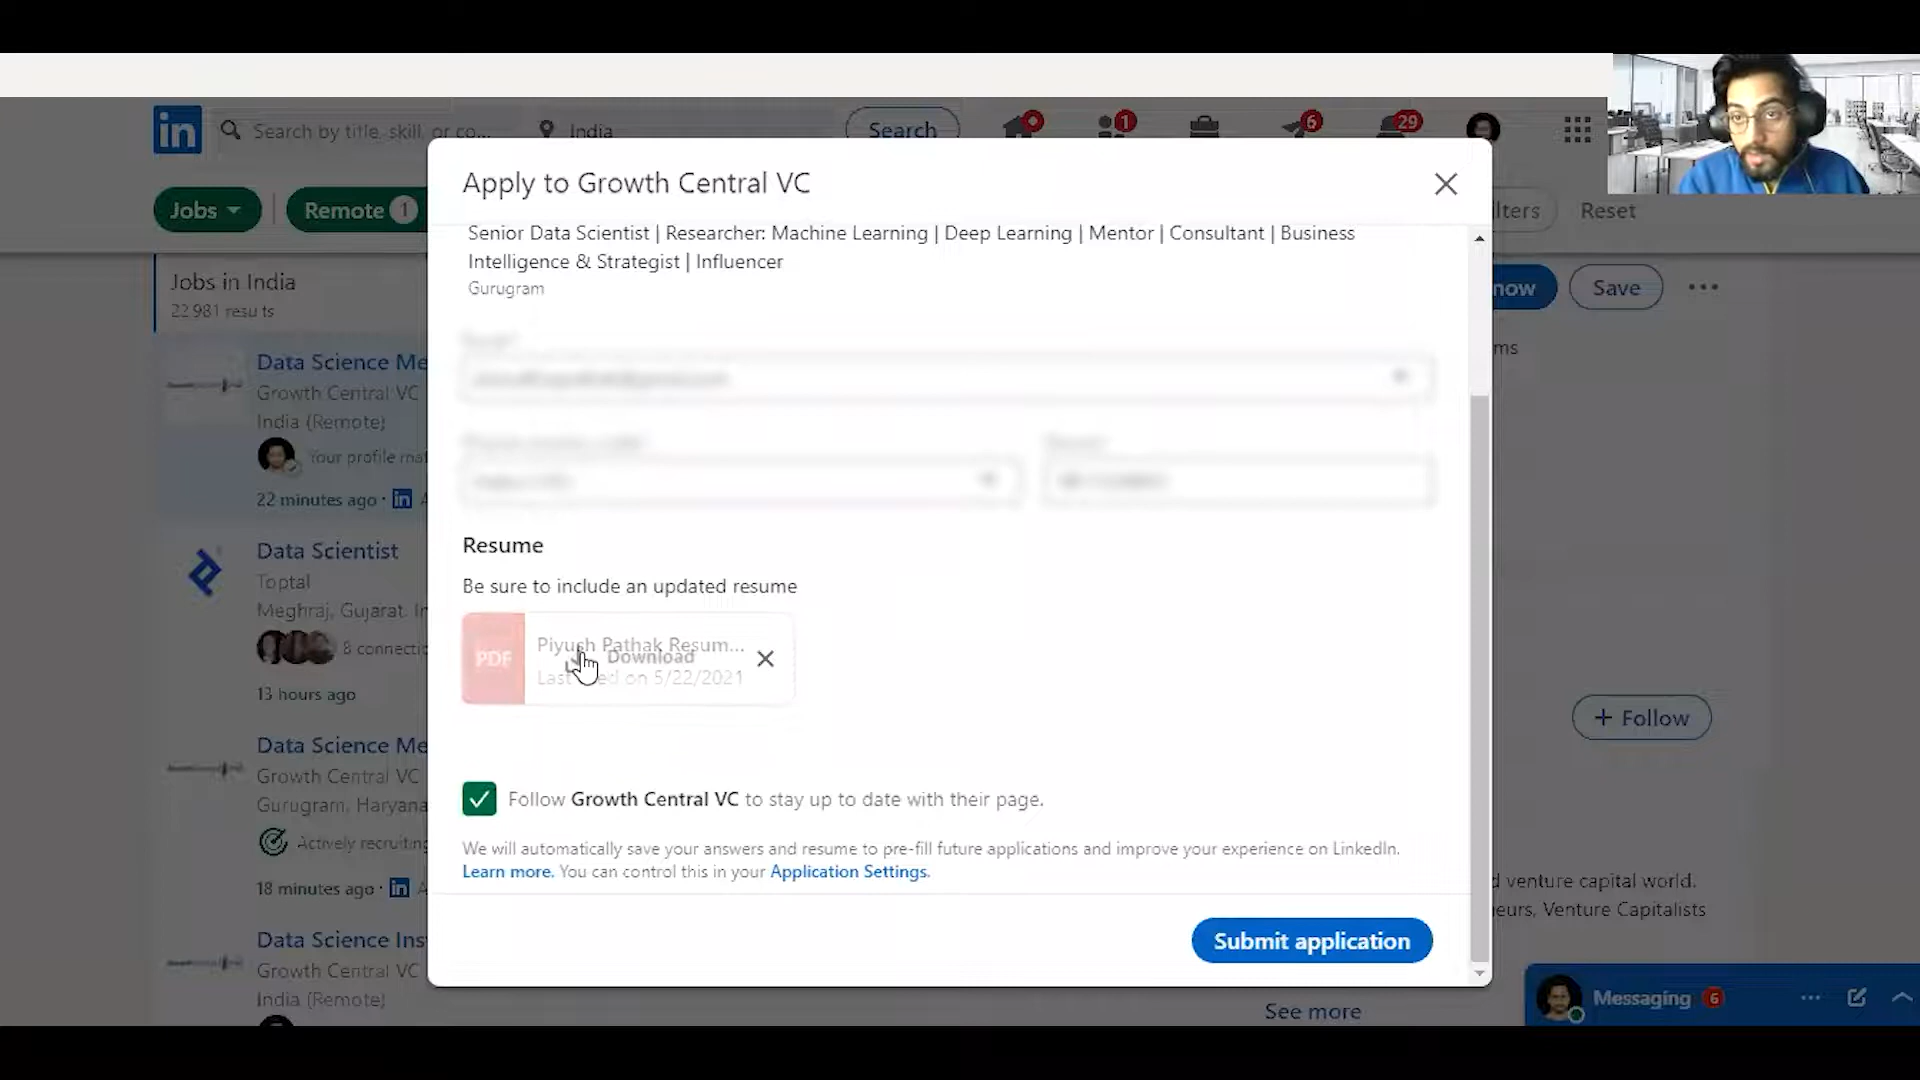 in
Search by title, skill, or co...
India
Search
1
6
29
Jobs
Remote 1
Reset
Apply to Growth Central VC
Senior Data Scientist | Researcher: Machine Learning | Deep Learning | Mentor | Consultant | Business
Intelligence & Strategist | Influencer
Gurugram
Jobs in India
22,981 results
now
Save
Data Science Me
Growth Central VC
India (Remote)
Your profile mat
22 minutes ago ·
in
ms
Resume
Be sure to include an updated resume
PDF
Piyush Pathak Resum...
Download
Last used on 5/22/2021
Data Scientist
Toptal
Meghraj, Gujarat, In
8 connectio
13 hours ago
+ Follow
Data Science Me
Growth Central VC
Gurugram, Haryana
Actively recruiting
18 minutes ago ·
in
Follow Growth Central VC to stay up to date with their page.
We will automatically save your answers and resume to pre-fill future applications and improve your experience on LinkedIn.
Learn more. You can control this in your Application Settings.
d venture capital world.
eurs, Venture Capitalists
Data Science Ins
Growth Central VC
India (Remote)
Submit application
See more
Messaging 6